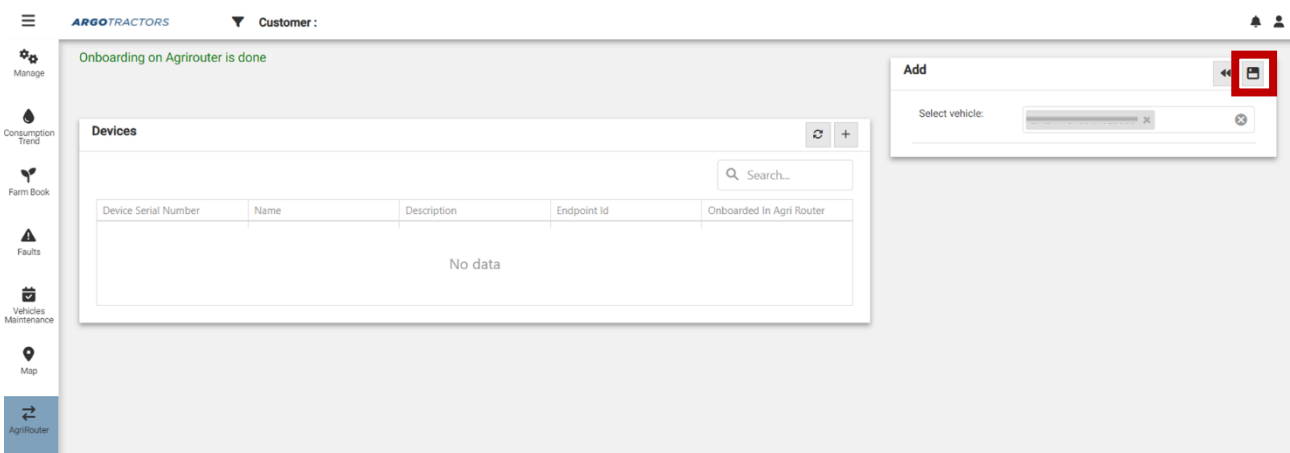 ARGOTRACTORS
Customer :
Manage
Consumption
Trend
Farm Book
Faults
Vehicles
Maintenance
Map
AgriRouter
Onboarding on Agrirouter is done
Devices
Search...
Device Serial Number Name Description Endpoint Id Onboarded In Agri Router
No data
Add
Select vehicle: